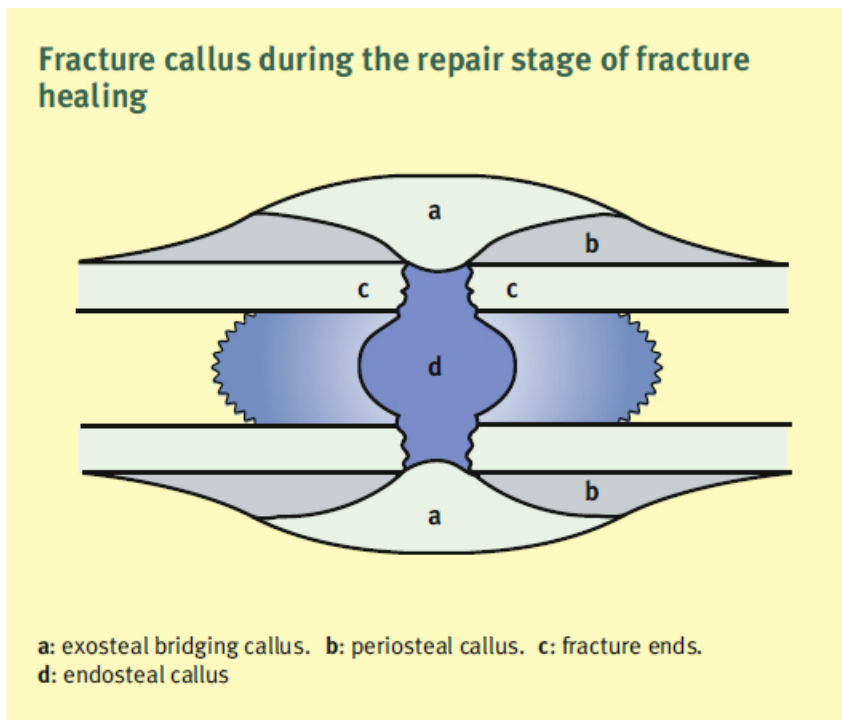 Fracture callus during the repair stage of fracture
healing
a
b
c
c
d
b
a
a: exosteal bridging callus. b: periosteal callus. c: fracture ends.
d: endosteal callus